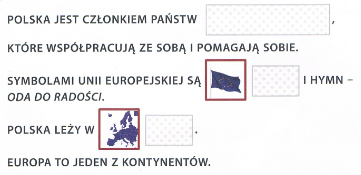 POLSKA JEST CZŁONKIEM PAŃSTW ,
KTÓRE WSPÓŁPRACUJĄ ZE SOBĄ I POMAGAJĄ SOBIE.
SYMBOLAMI UNII EUROPEJSKIEJ SĄ I HYMN –
ODA DO RADOŚCI.
POLSKA LEŻY W .
EUROPA TO JEDEN Z KONTYNENTÓW.